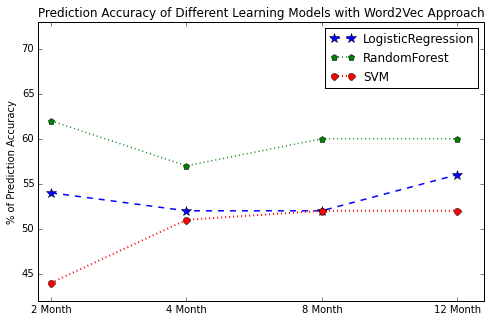 Prediction Accuracy of Different Learning Models with Word2Vec Approach
LogisticRegression
RandomForest
SVM
% of Prediction Accuracy
70
65
60
55
50
45
2 Month
4 Month
8 Month
12 Month